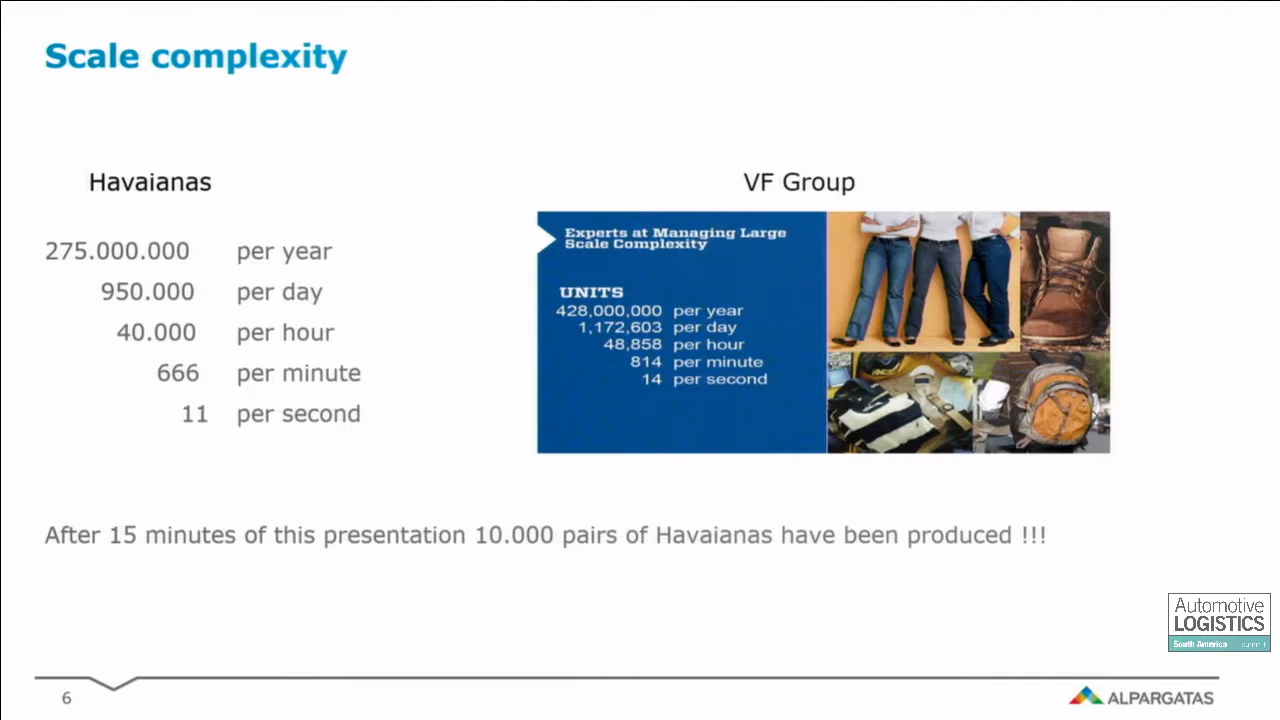 Scale complexity
Havaianas
275.000.000 per year
950.000 per day
40.000 per hour
666 per minute
11 per second
VF Group
Experts at Managing Large
Scale Complexity
UNITS
428,000,000 per year
1,172,603 per day
48,858 per hour
814 per minute
14 per second
After 15 minutes of this presentation 10.000 pairs of Havaianas have been produced !!!
Automotive
LOGISTICS
South America summit
6
ALPARGATAS